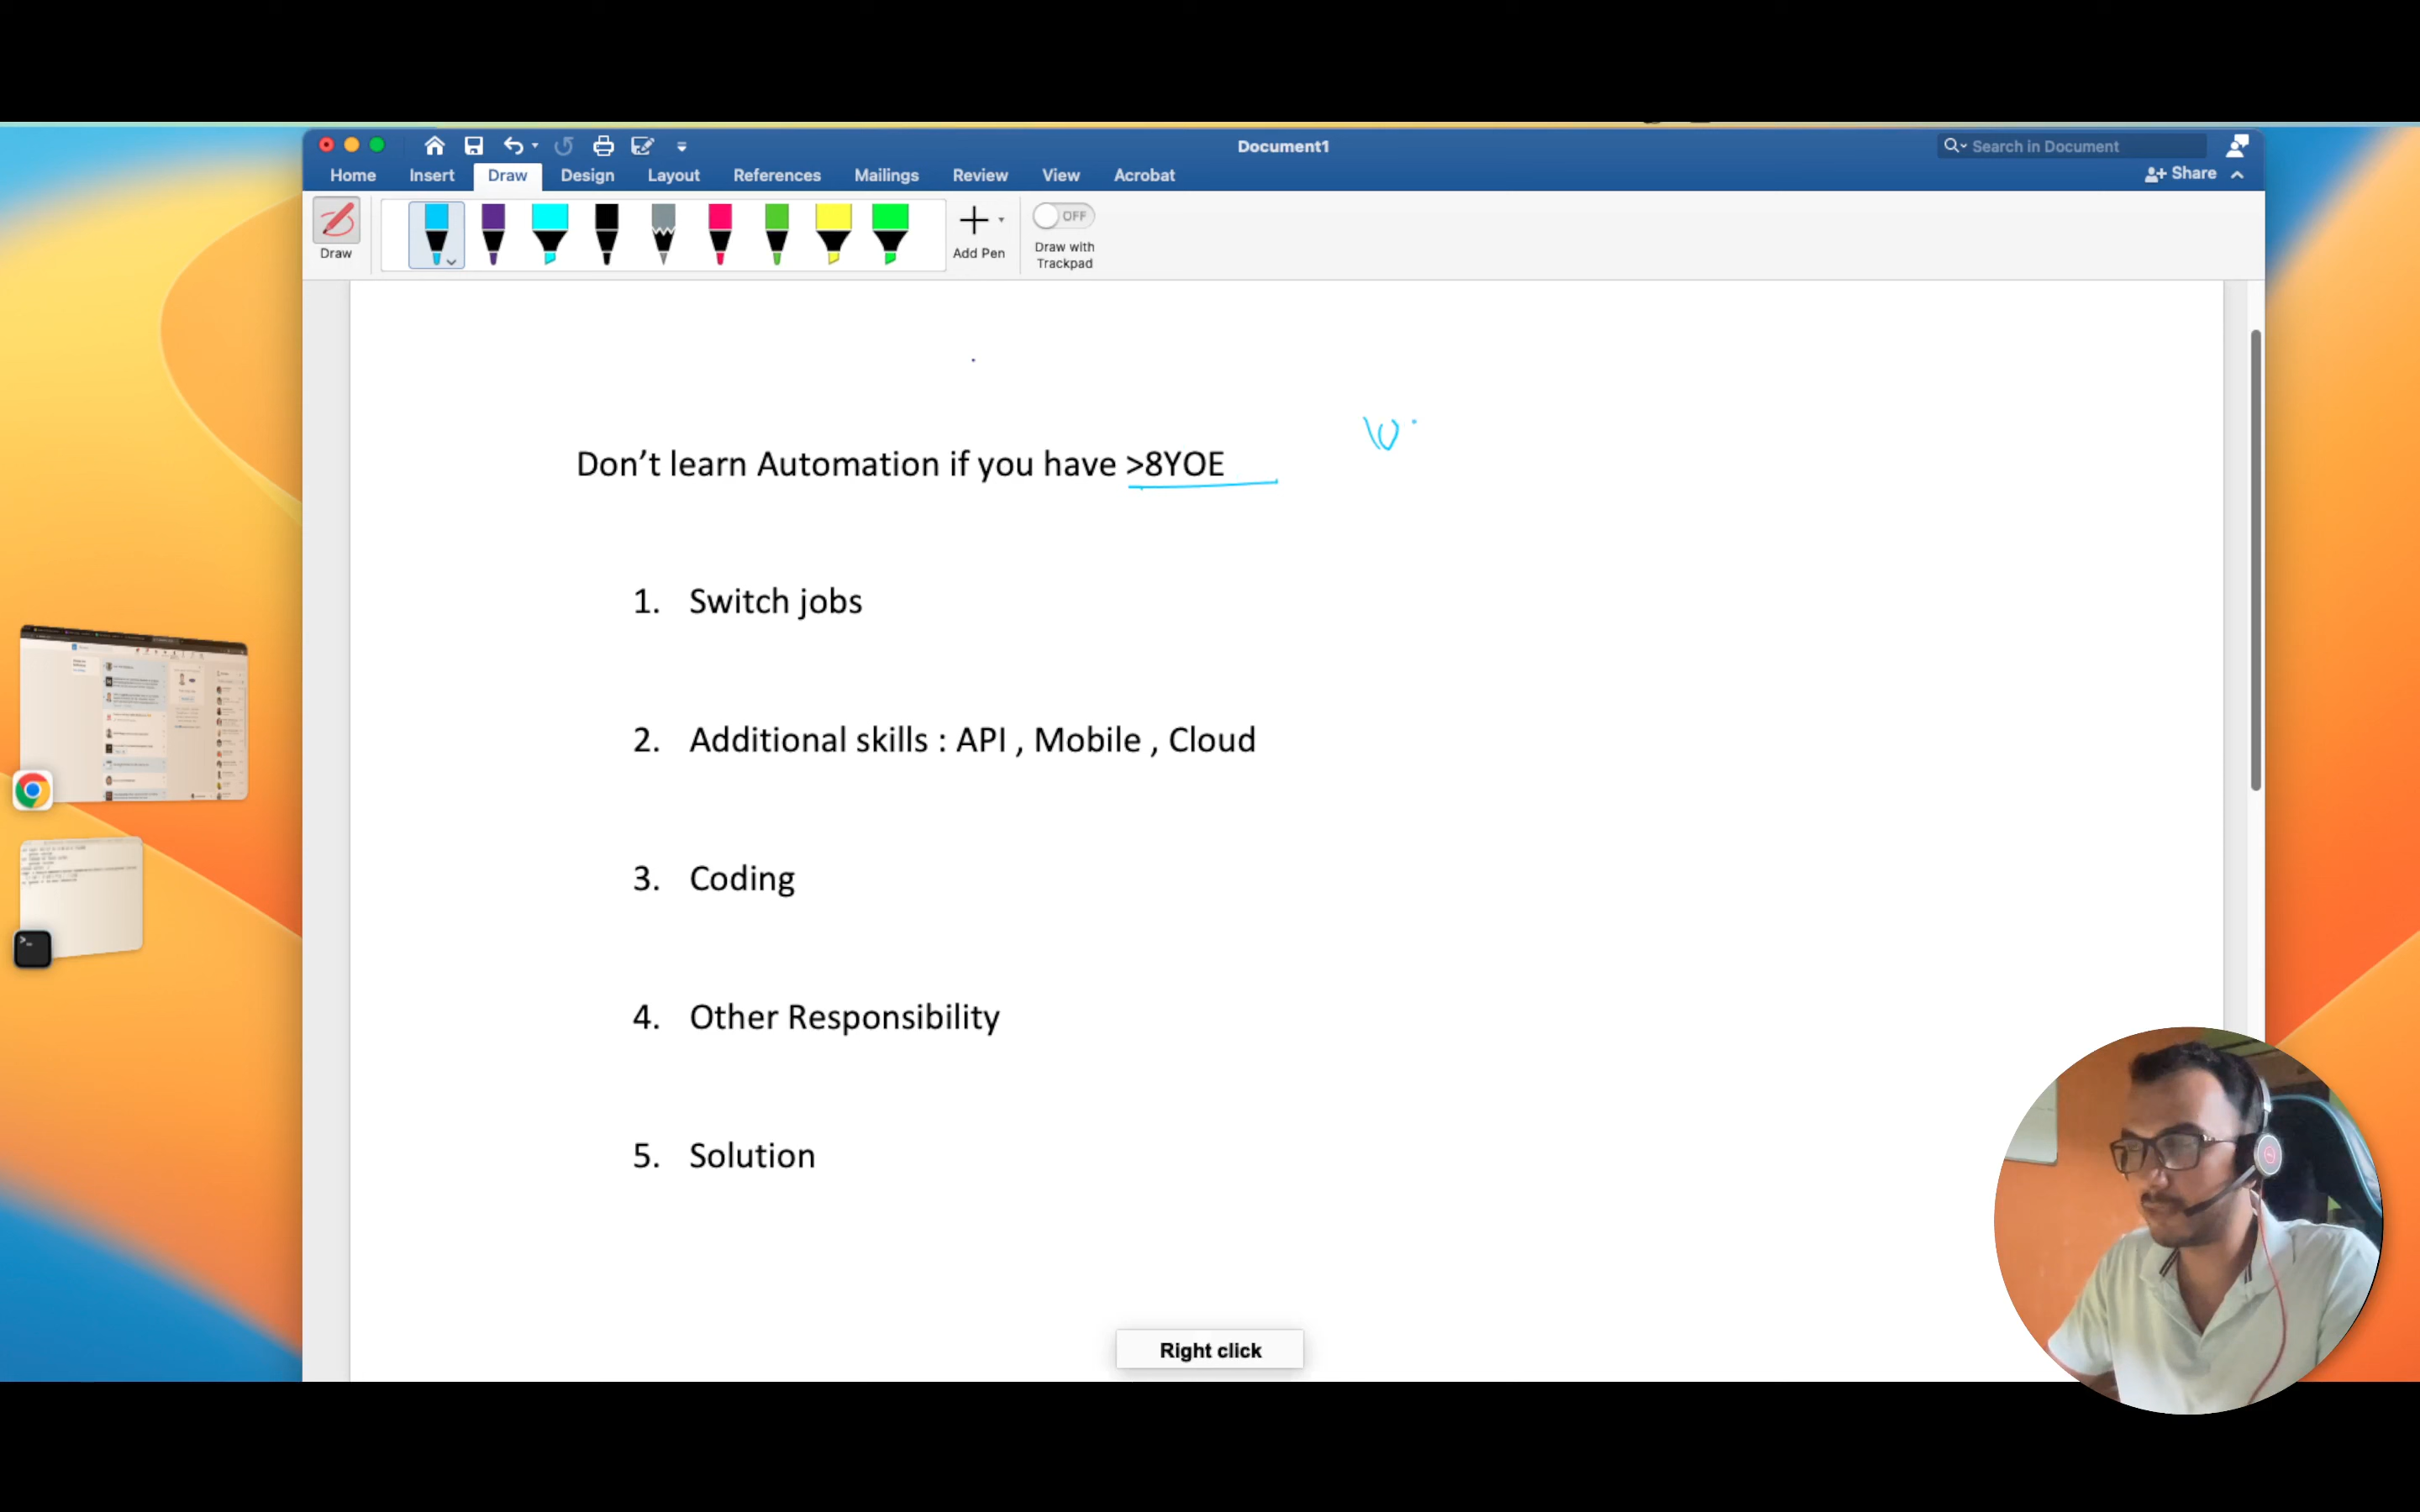 Document1
Search in Document
Home Insert Draw Design Layout References Mailings Review View Acrobat
Share
Draw
Add Pen
OFF
Draw with
Trackpad
Don’t learn Automation if you have >8YOE
1. Switch jobs
2. Additional skills : API , Mobile , Cloud
3. Coding
4. Other Responsibility
5. Solution
Right click